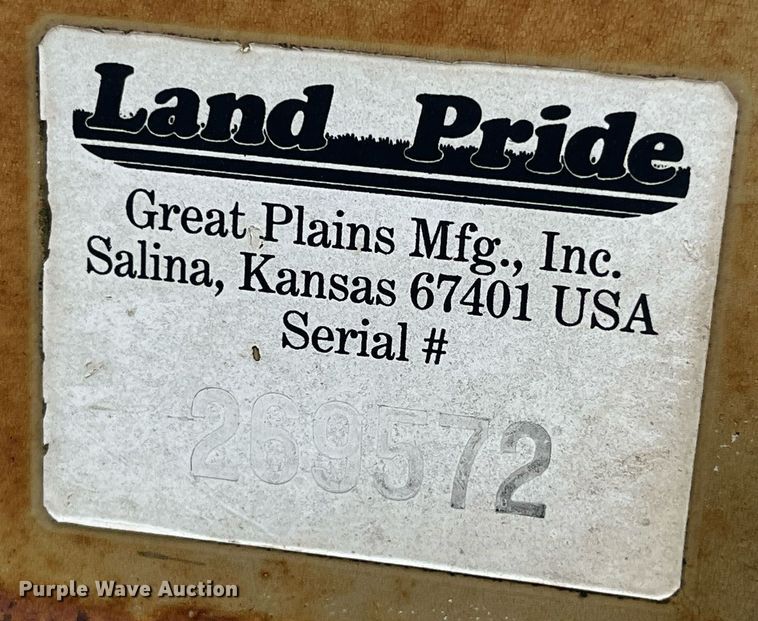 Land Pride
Great Plains Mfg., Inc.
Salina, Kansas 67401 USA
Serial #
269572
Purple Wave Auction